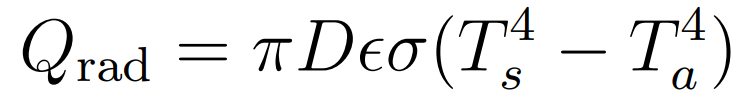 Q_rad = πDϵσ(T_s^4 − T_a^4)